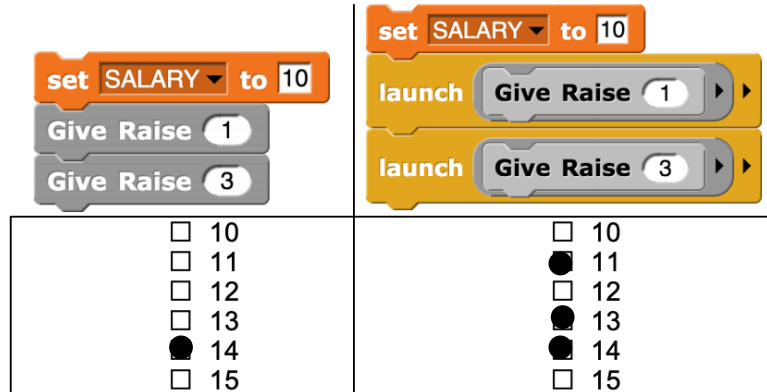 set SALARY to 10
Give Raise 1
Give Raise 3
set SALARY to 10
launch Give Raise 1
launch Give Raise 3
10
11
12
13
14
15
10
11
12
13
14
15